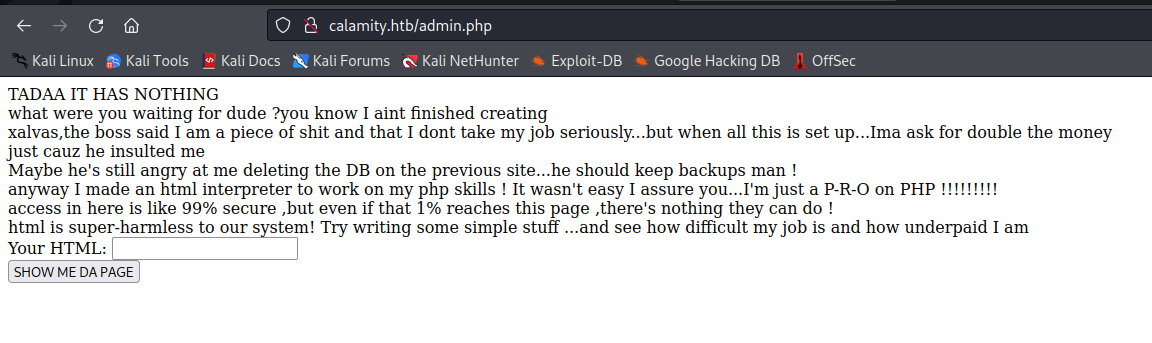 calamity.htb/admin.php
Kali Linux Kali Tools Kali Docs Kali Forums Kali NetHunter Exploit-DB Google Hacking DB OffSec
TADAA IT HAS NOTHING
what were you waiting for dude ?you know I aint finished creating
xalvas,the boss said I am a piece of shit and that I dont take my job seriously...but when all this is set up...Ima ask for double the money
just cauz he insulted me
Maybe he's still angry at me deleting the DB on the previous site...he should keep backups man !
anyway I made an html interpreter to work on my php skills ! It wasn't easy I assure you...I'm just a P-R-O on PHP !!!!!!!!!
access in here is like 99% secure ,but even if that 1% reaches this page ,there's nothing they can do !
html is super-harmless to our system! Try writing some simple stuff ...and see how difficult my job is and how underpaid I am
Your HTML:
SHOW ME DA PAGE